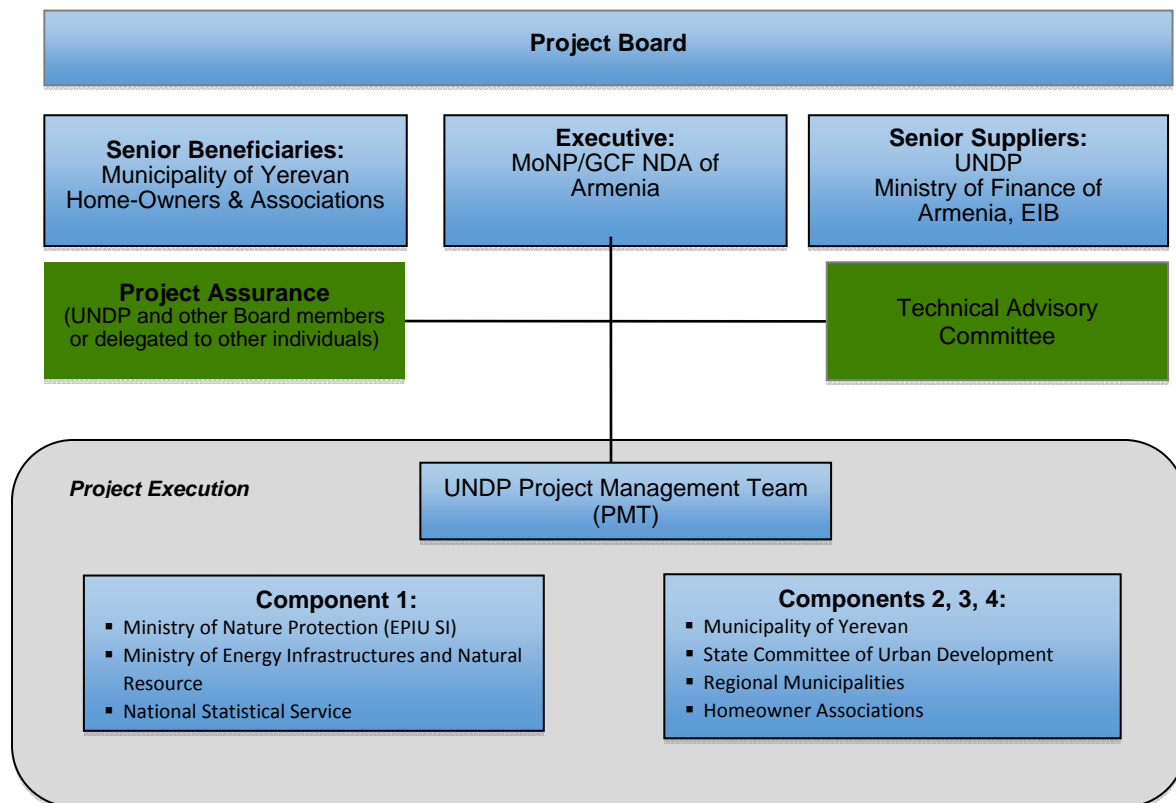 Project Board
Senior Beneficiaries:
Municipality of Yerevan
Home-Owners & Associations
Executive:
MoNP/GCF NDA of
Armenia
Senior Suppliers:
UNDP
Ministry of Finance of
Armenia, EIB
Project Assurance
(UNDP and other Board members
or delegated to other individuals)
Technical Advisory
Committee
Project Execution
UNDP Project Management Team
(PMT)
Component 1:
▪ Ministry of Nature Protection (EPIU SI)
▪ Ministry of Energy Infrastructures and Natural
Resource
▪ National Statistical Service
Components 2, 3, 4:
▪ Municipality of Yerevan
▪ State Committee of Urban Development
▪ Regional Municipalities
▪ Homeowner Associations